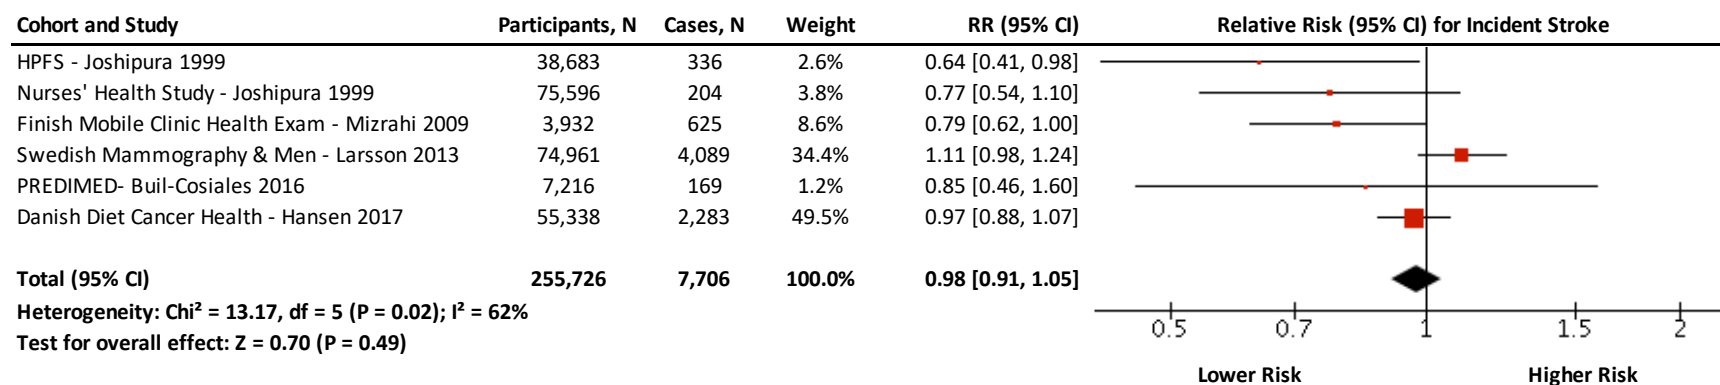 Cohort and Study Participants, N Cases, N Weight RR (95% CI) Relative Risk (95% CI) for Incident Stroke
HPFS - Joshipura 1999 38,683 336 2.6% 0.64 [0.41, 0.98]
Nurses' Health Study - Joshipura 1999 75,596 204 3.8% 0.77 [0.54, 1.10]
Finish Mobile Clinic Health Exam - Mizrahi 2009 3,932 625 8.6% 0.79 [0.62, 1.00]
Swedish Mammography & Men - Larsson 2013 74,961 4,089 34.4% 1.11 [0.98, 1.24]
PREDIMED- Buil-Cosiales 2016 7,216 169 1.2% 0.85 [0.46, 1.60]
Danish Diet Cancer Health - Hansen 2017 55,338 2,283 49.5% 0.97 [0.88, 1.07]
Total (95% CI) 255,726 7,706 100.0% 0.98 [0.91, 1.05]
Heterogeneity: Chi² = 13.17, df = 5 (P = 0.02); I² = 62%
Test for overall effect: Z = 0.70 (P = 0.49)
0.5 0.7 1 1.5 2
Lower Risk Higher Risk